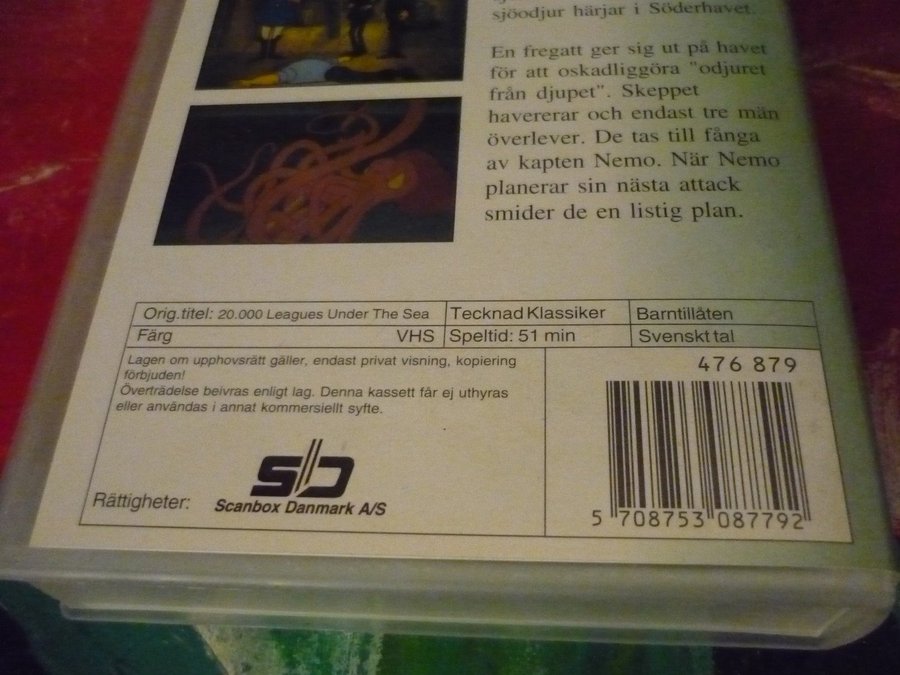 sjöodjur härjar i Söderhavet.
En fregatt ger sig ut på havet
för att oskadliggöra "odjuret
från djupet". Skeppet
havererar och endast tre män
överlever. De tas till fånga
av kapten Nemo. När Nemo
planerar sin nästa attack
smider de en listig plan.
Orig.titel: 20.000 Leagues Under The Sea
Tecknad Klassiker
Barntillåten
Färg
VHS
Speltid: 51 min
Svenskt tal
Lagen om upphovsrätt gäller, endast privat visning, kopiering
förbjuden!
Överträdelse beivras enligt lag. Denna kassett får ej uthyras
eller användas i annat kommersiellt syfte.
476 879
Rättigheter:
SD
Scanbox Danmark A/S
5 708753 087792